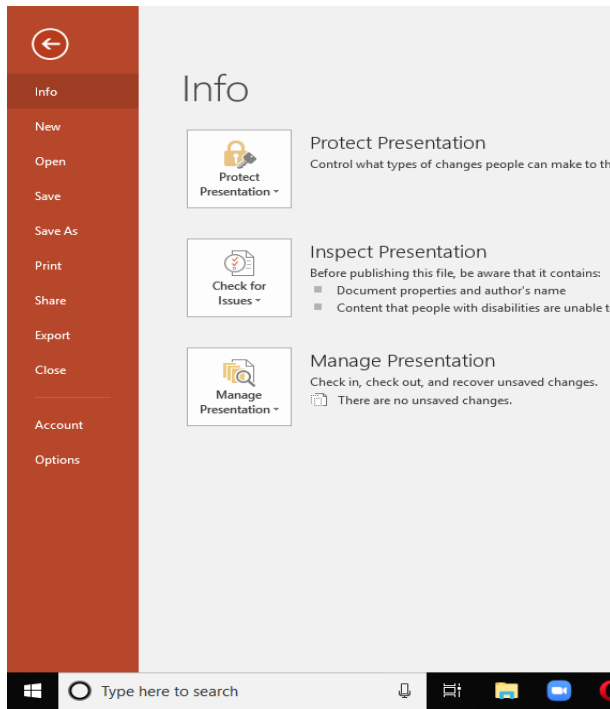 Info
New
Open
Save
Save As
Print
Share
Export
Close
Account
Options
Info
Protect
Presentation
Protect Presentation
Control what types of changes people can make to th
Check for
Issues
Inspect Presentation
Before publishing this file, be aware that it contains:
Document properties and author's name
Content that people with disabilities are unable t
Manage
Presentation
Manage Presentation
Check in, check out, and recover unsaved changes.
There are no unsaved changes.
Type here to search